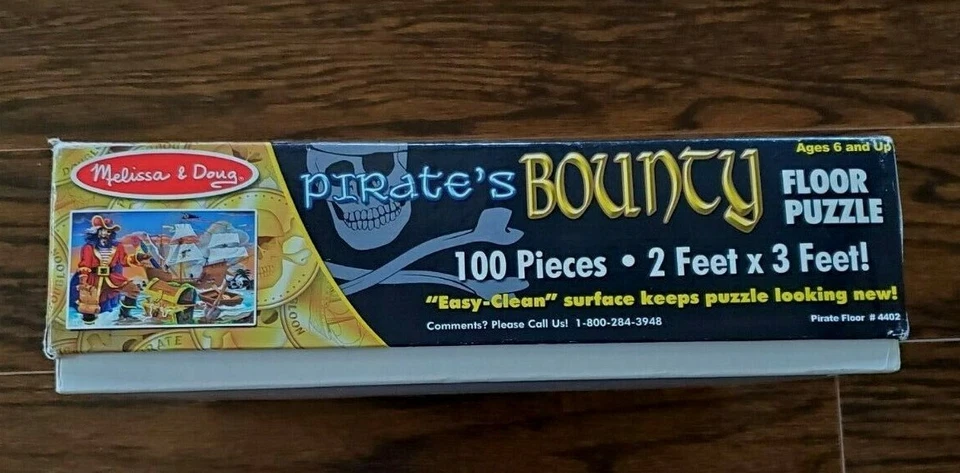 Melissa & Doug®
PIRATE'S BOUNTY
FLOOR
PUZZLE
Ages 6 and Up
100 Pieces • 2 Feet x 3 Feet!
"Easy-Clean" surface keeps puzzle looking new!
Comments? Please Call Us! 1-800-284-3948
Pirate Floor # 4402
PIRATE